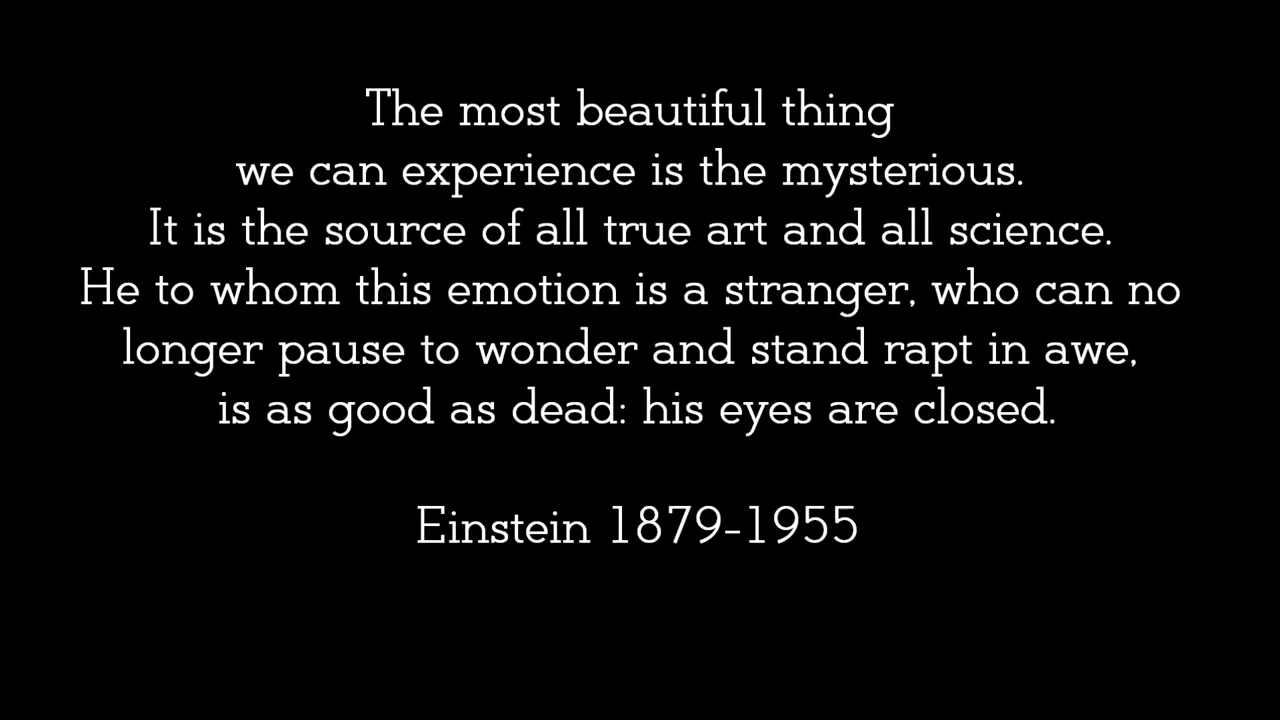 The most beautiful thing
we can experience is the mysterious.
It is the source of all true art and all science.
He to whom this emotion is a stranger, who can no
longer pause to wonder and stand rapt in awe,
is as good as dead: his eyes are closed.
Einstein 1879-1955